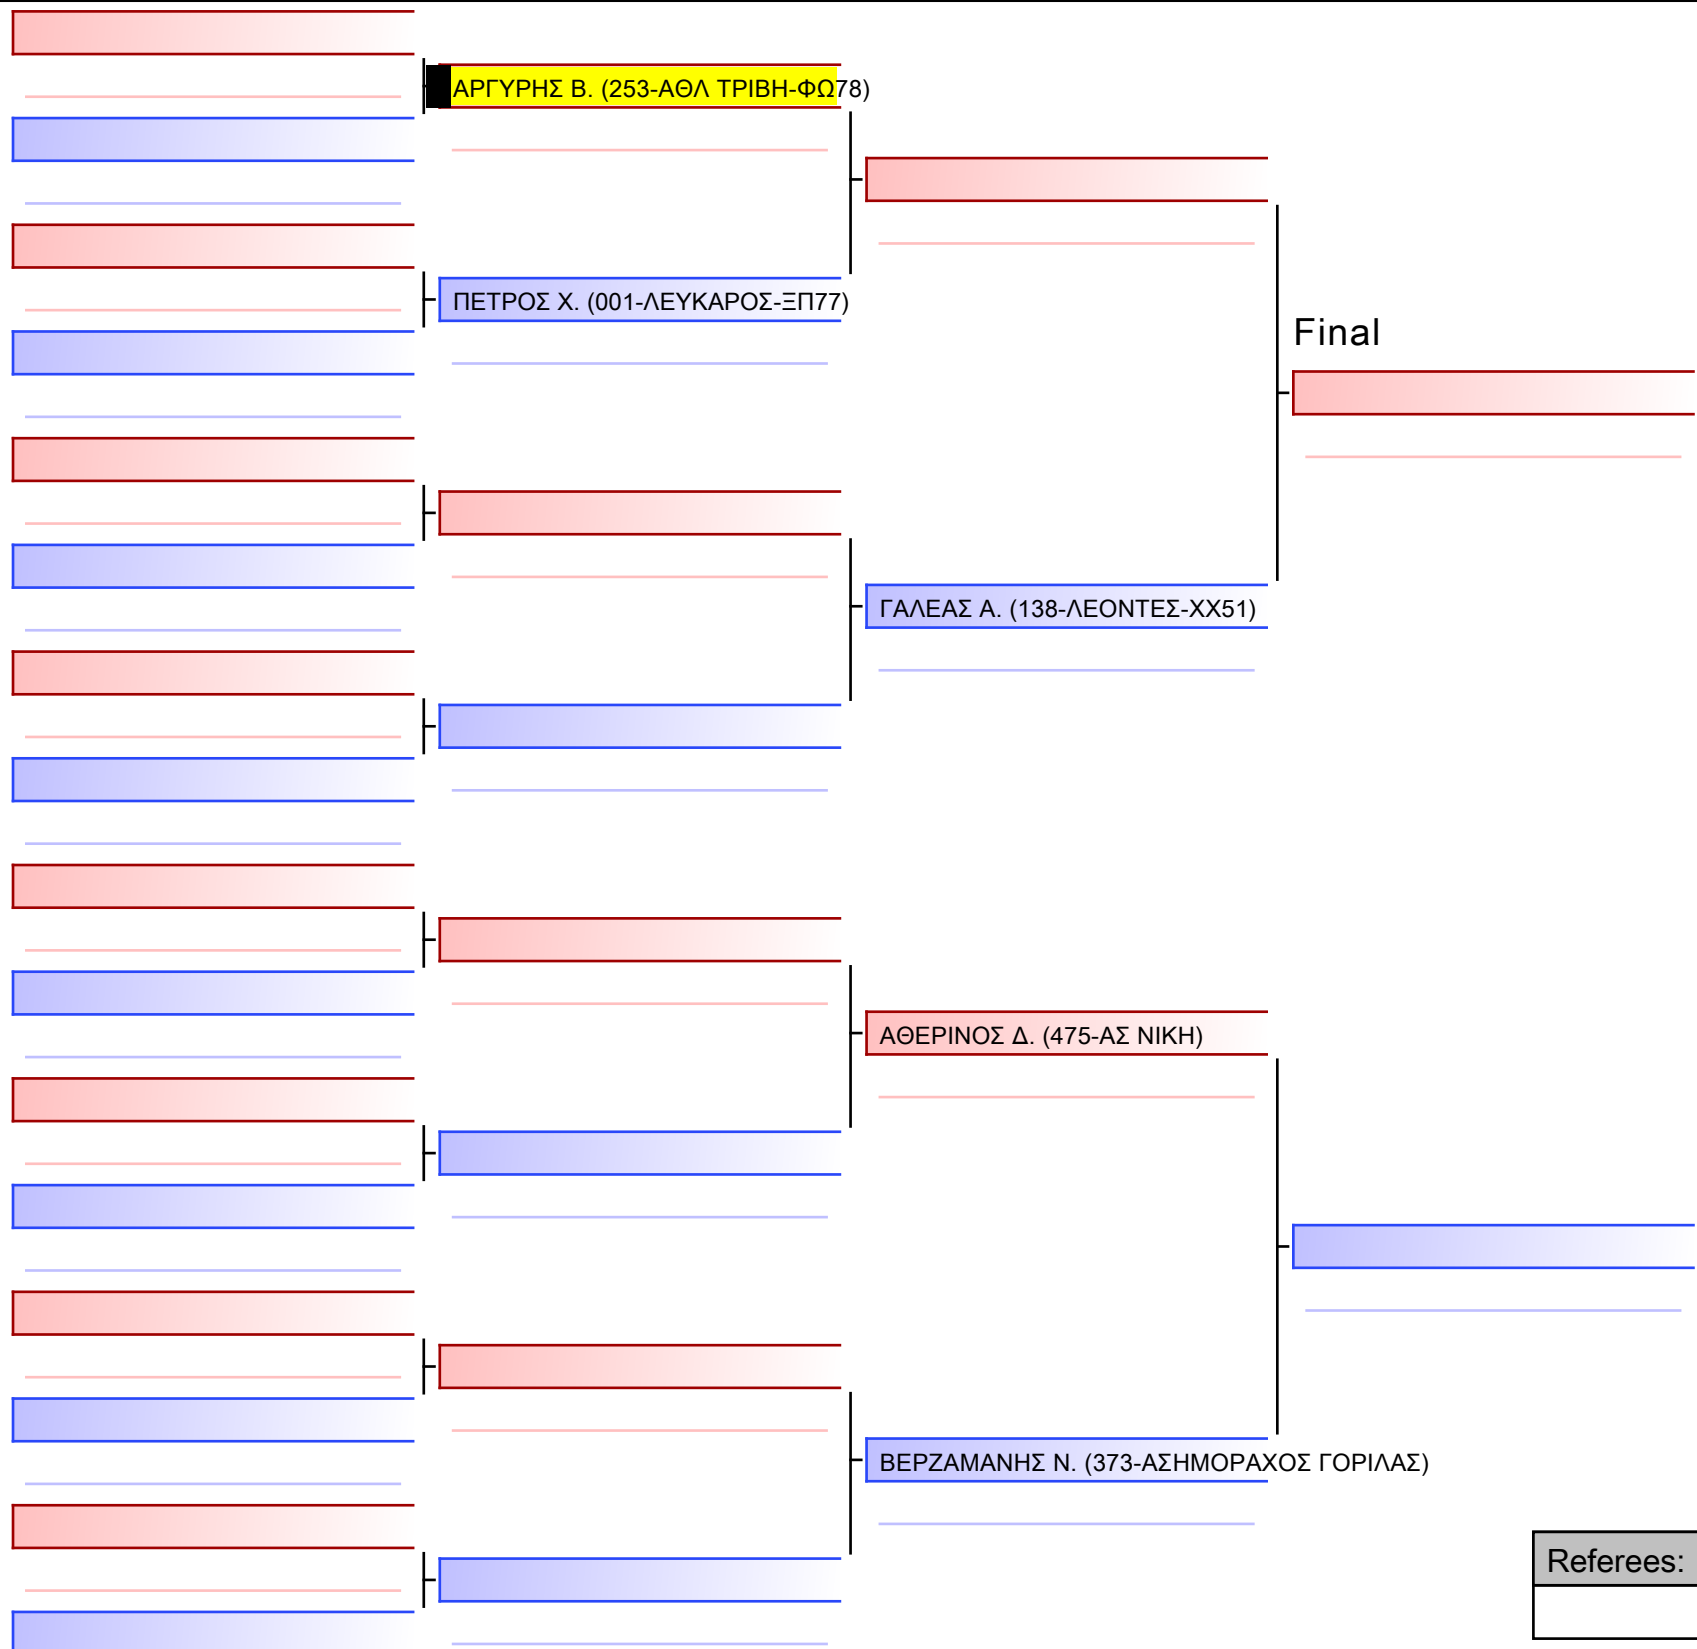 ΑΡΓΥΡΗΣ Β. (253-ΑΘΛ ΤΡΙΒΗ-ΦΩ78)
ΠΕΤΡΟΣ Χ. (001-ΛΕΥΚΑΡΟΣ-ΞΠ77)
Final
ΓΑΛΕΑΣ Α. (138-ΛΕΟΝΤΕΣ-ΧΧ51)
ΑΘΕΡΙΝΟΣ Δ. (475-ΑΣ ΝΙΚΗ)
ΒΕΡΖΑΜΑΝΗΣ Ν. (373-ΑΣΗΜΟΡΑΧΟΣ ΓΟΡΙΛΑΣ)
Referees: